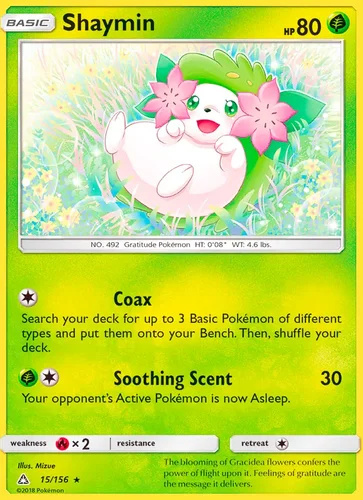 BASIC Shaymin HP 80
NO. 492 Gratitude Pokémon HT: 0'08" WT: 4.6 lbs.
Coax
Search your deck for up to 3 Basic Pokémon of different
types and put them onto your Bench. Then, shuffle your
deck.
Soothing Scent 30
Your opponent's Active Pokémon is now Asleep.
weakness × 2 resistance retreat
Illus. Mizue
15/156 ★
©2018 Pokémon
The blooming of Gracidea flowers confers the
power of flight upon it. Feelings of gratitude are
the message it delivers.